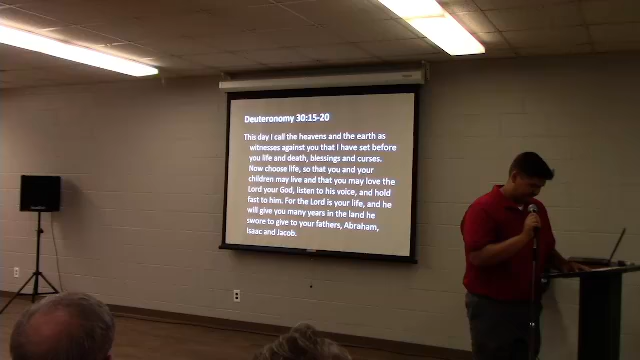 Deuteronomy 30:15-20
This day I call the heavens and the earth as
witnesses against you that I have set before
you life and death, blessings and curses.
Now choose life, so that you and your
children may live and that you may love the
Lord your God, listen to his voice, and hold
fast to him. For the Lord is your life, and he
will give you many years in the land he
swore to give to your fathers, Abraham,
Isaac and Jacob.